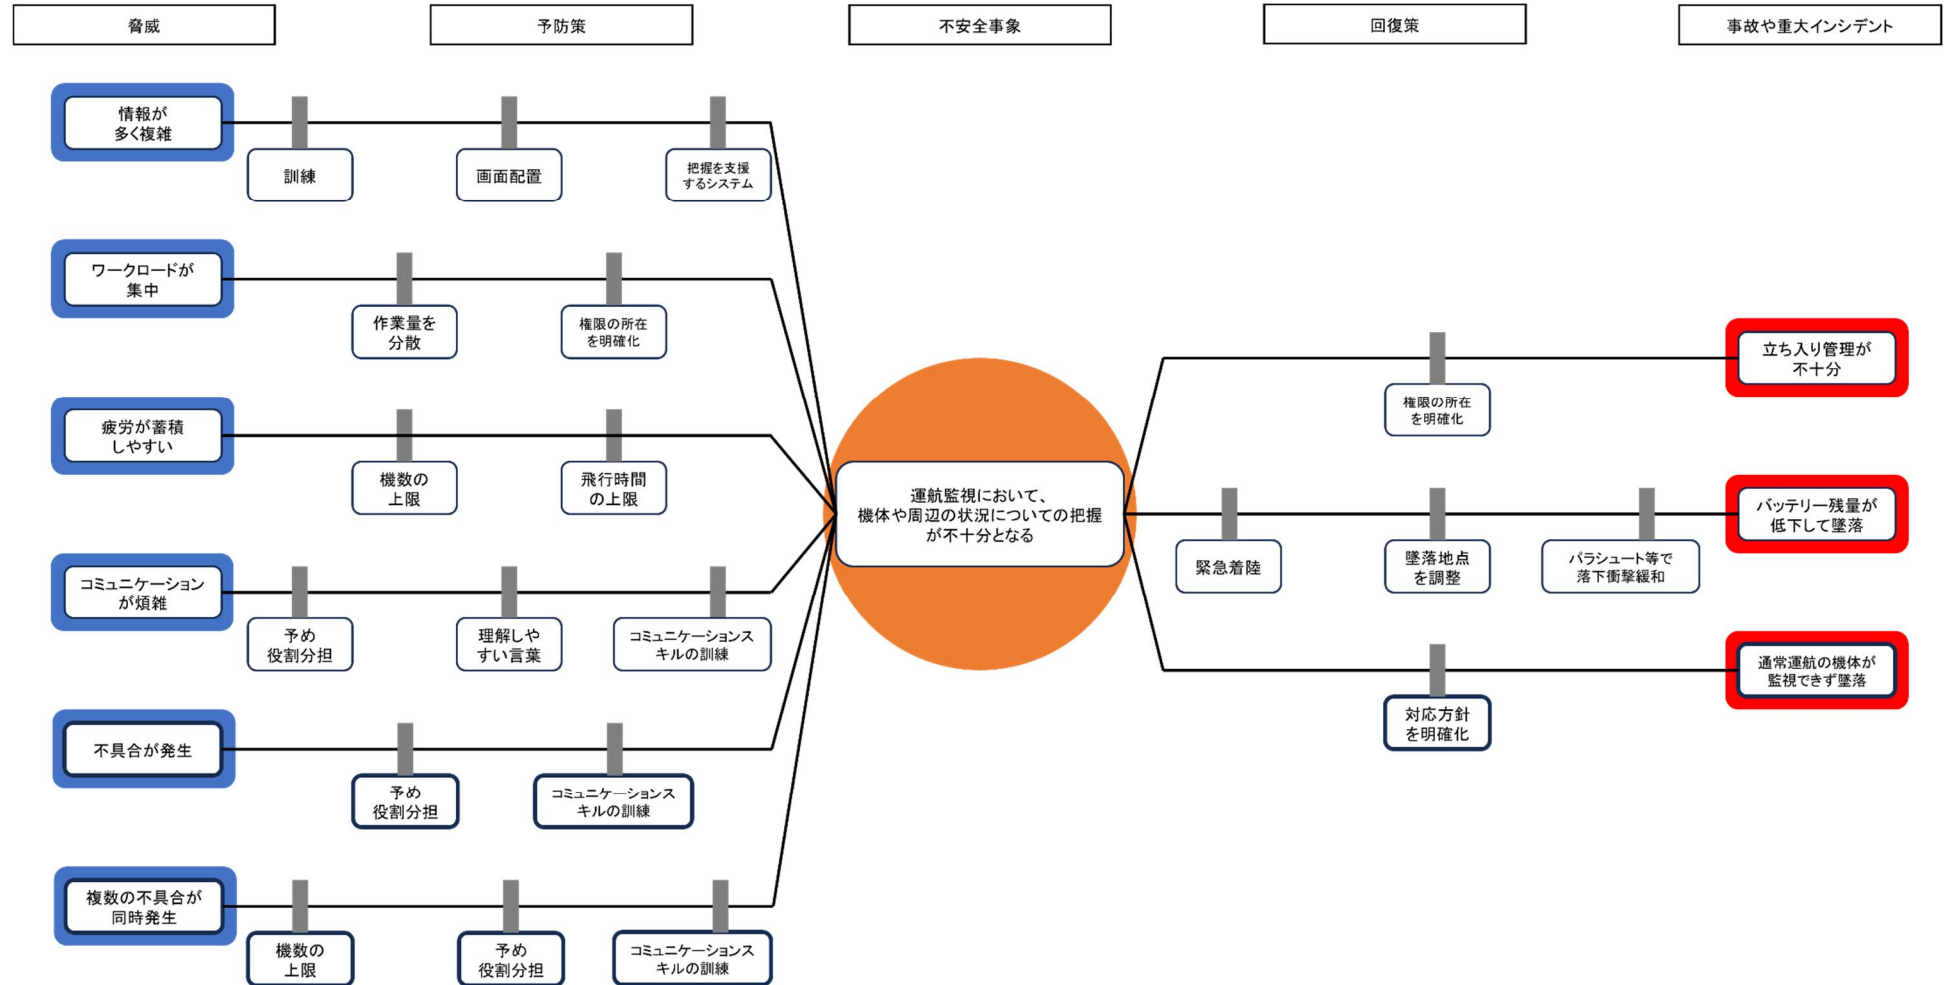 脅威
予防策
不安全事象
回復策
事故や重大インシデント
情報が
多く複雑
訓練
画面配置
把握を支援
するシステム
ワークロードが
集中
作業量を
分散
権限の所在
を明確化
疲労が蓄積
しやすい
機数の
上限
飛行時間
の上限
コミュニケーション
が煩雑
予め
役割分担
理解しや
すい言葉
コミュニケーションス
キルの訓練
不具合が発生
予め
役割分担
コミュニケーションス
キルの訓練
複数の不具合が
同時発生
機数の
上限
予め
役割分担
コミュニケーションス
キルの訓練
運航監視において、
機体や周辺の状況についての把握
が不十分となる
権限の所在
を明確化
立ち入り管理が
不十分
緊急着陸
墜落地点
を調整
パラシュート等で
落下衝撃緩和
バッテリー残量が
低下して墜落
対応方針
を明確化
通常運航の機体が
監視できず墜落